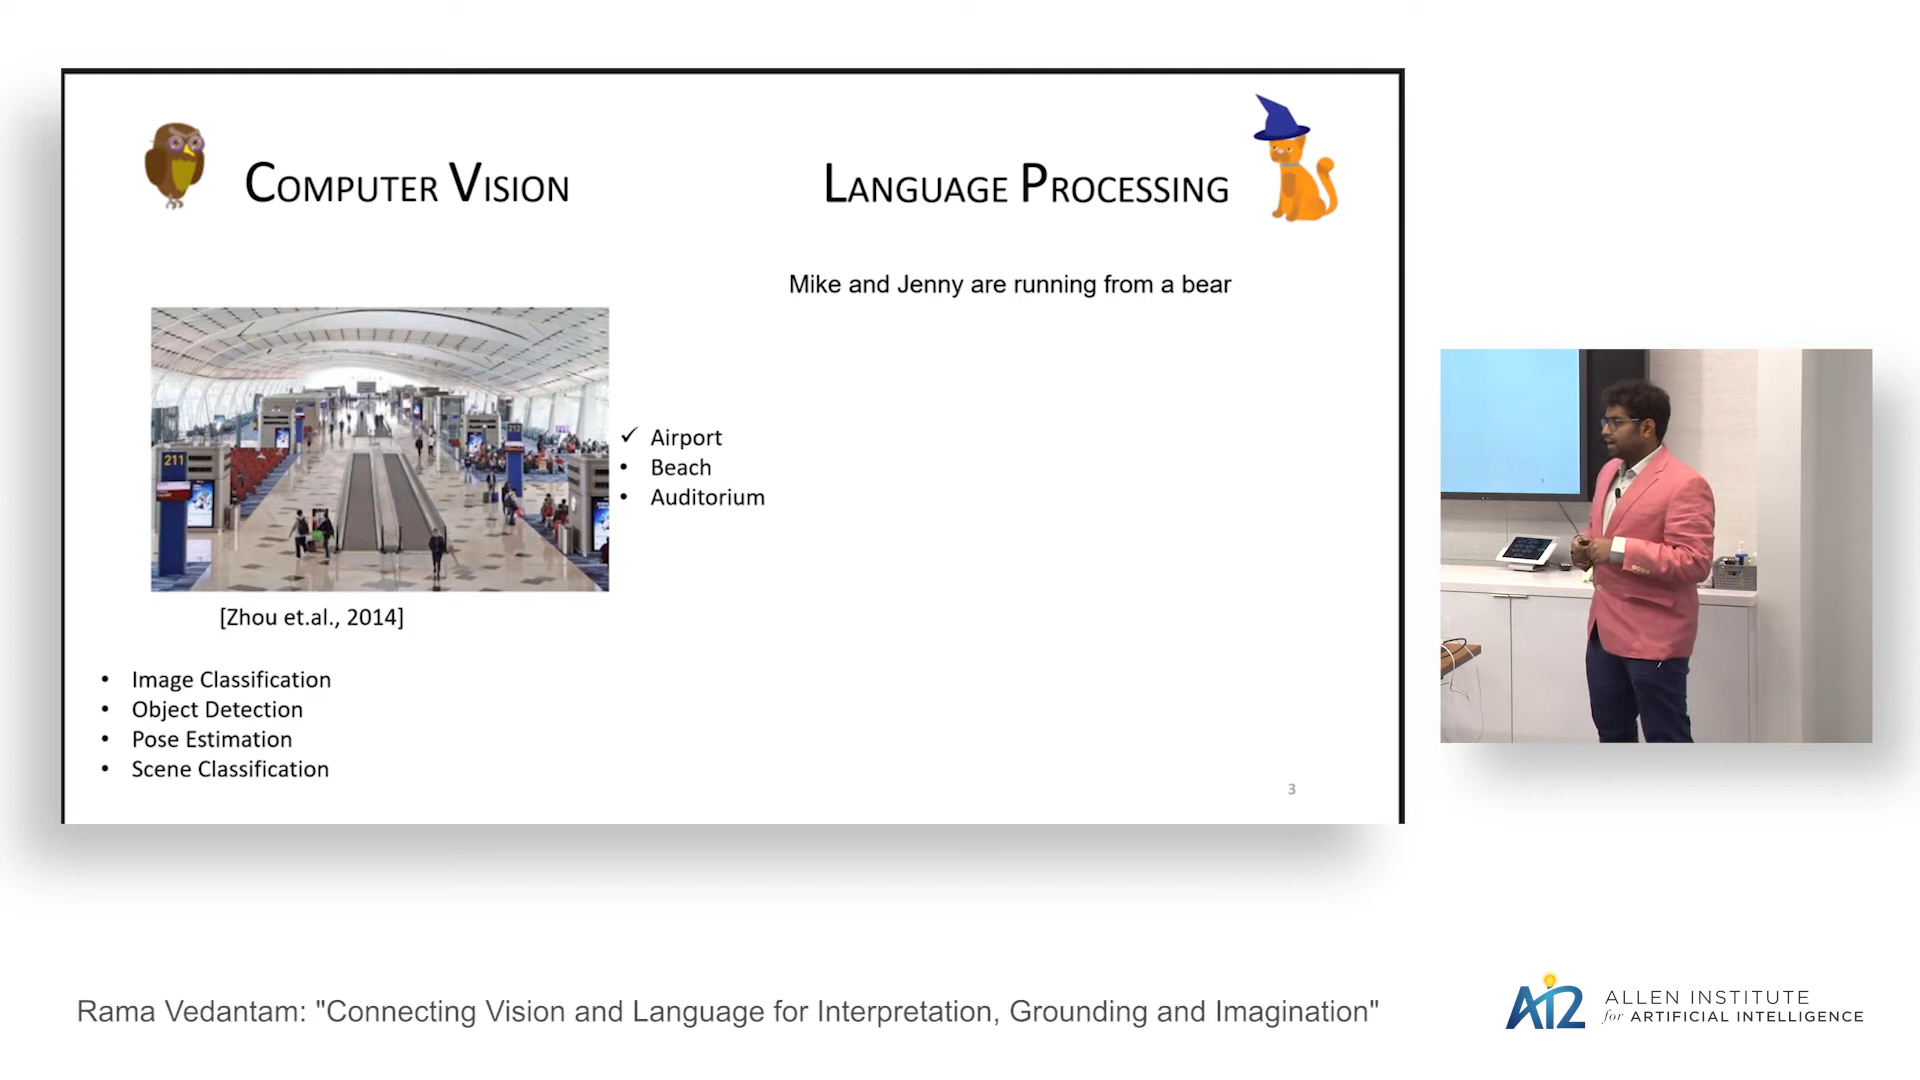 COMPUTER VISION
LANGUAGE PROCESSING
Mike and Jenny are running from a bear
211
212
✓ Airport
• Beach
• Auditorium
[Zhou et.al., 2014]
• Image Classification
• Object Detection
• Pose Estimation
• Scene Classification
3
Rama Vedantam: "Connecting Vision and Language for Interpretation, Grounding and Imagination"
AI2
ALLEN INSTITUTE
for ARTIFICIAL INTELLIGENCE